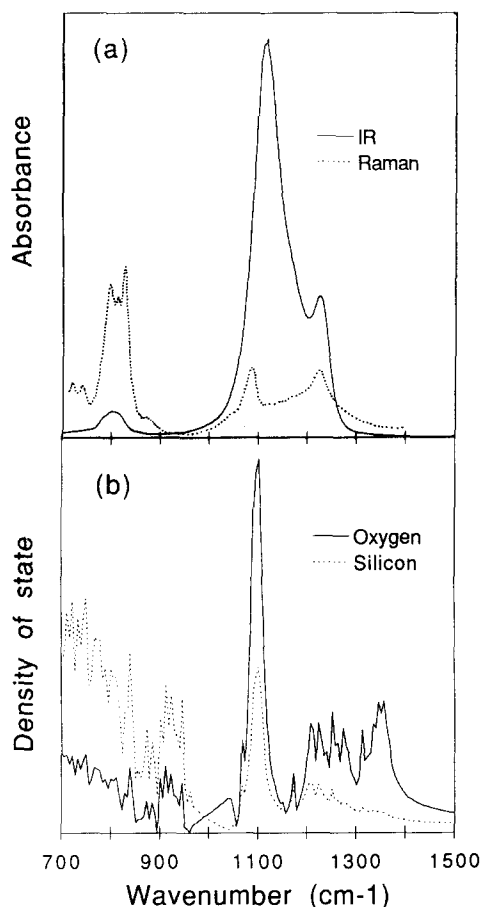 (a)
IR
Raman
Absorbance
(b)
Oxygen
Silicon
Density of state
700 900 1100 1300 1500
Wavenumber (cm-1)